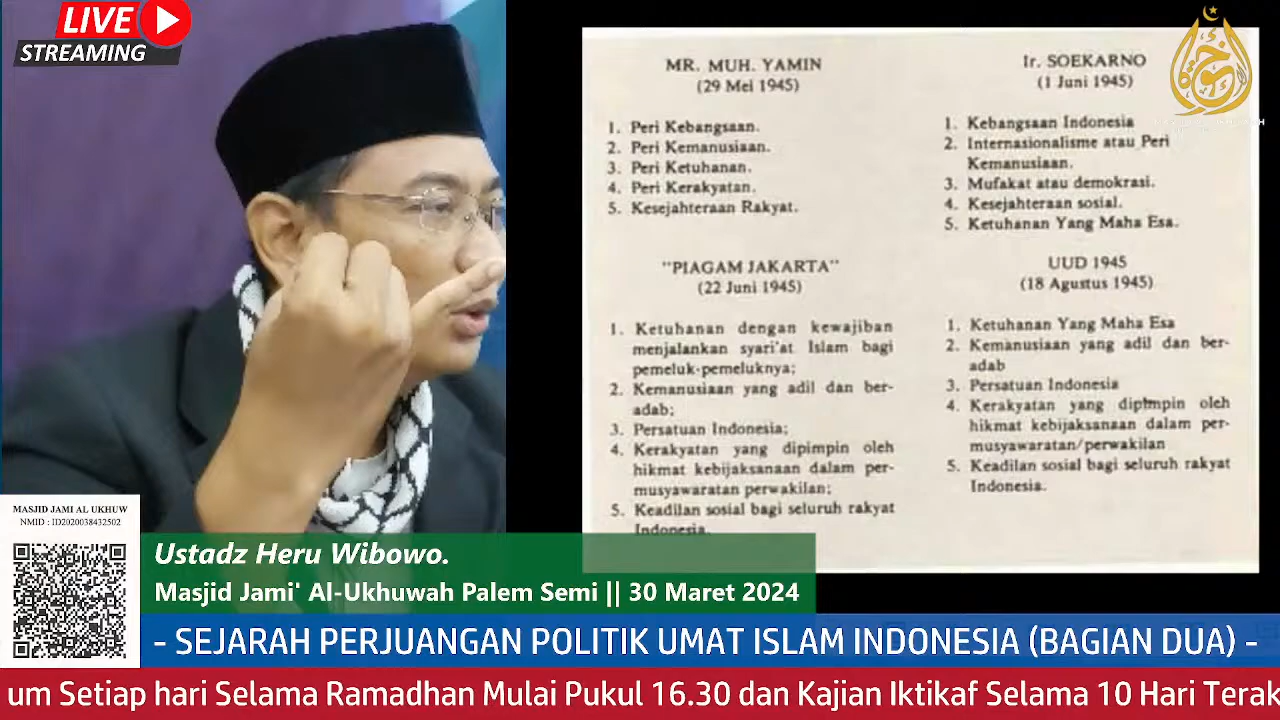 LIVE
STREAMING
MR. MUH. YAMIN
(29 Mei 1945)
1. Peri Kebangsaan.
2. Peri Kemanusiaan.
3. Peri Ketuhanan.
4. Peri Kerakyatan.
5. Kesejahteraan Rakyat.
Ir. SOEKARNO
(1 Juni 1945)
1. Kebangsaan Indonesia
2. Internasionalisme atau Peri
Kemanusiaan.
3. Mufakat atau demokrasi.
4. Kesejahteraan sosial.
5. Ketuhanan Yang Maha Esa.
"PIAGAM JAKARTA"
(22 Juni 1945)
1. Ketuhanan dengan kewajiban
menjalankan syari'at Islam bagi
pemeluk-pemeluknya;
2. Kemanusiaan yang adil dan ber-
adab;
3. Persatuan Indonesia;
4. Kerakyatan yang dipimpin oleh
hikmat kebijaksanaan dalam per-
musyawaratan perwakilan;
5. Keadilan sosial bagi seluruh rakyat
Indonesia.
UUD 1945
(18 Agustus 1945)
1. Ketuhanan Yang Maha Esa
2. Kemanusiaan yang adil dan ber-
adab
3. Persatuan Indonesia
4. Kerakyatan yang dipimpin oleh
hikmat kebijaksanaan dalam per-
musyawaratan/perwakilan
5. Keadilan sosial bagi seluruh rakyat
Indonesia.
MASJID JAMI AL UKHUW
NMID : ID2020038432502
Ustadz Heru Wibowo.
Masjid Jami' Al-Ukhuwah Palem Semi || 30 Maret 2024
- SEJARAH PERJUANGAN POLITIK UMAT ISLAM INDONESIA (BAGIAN DUA) -
um Setiap hari Selama Ramadhan Mulai Pukul 16.30 dan Kajian Iktikaf Selama 10 Hari Terak